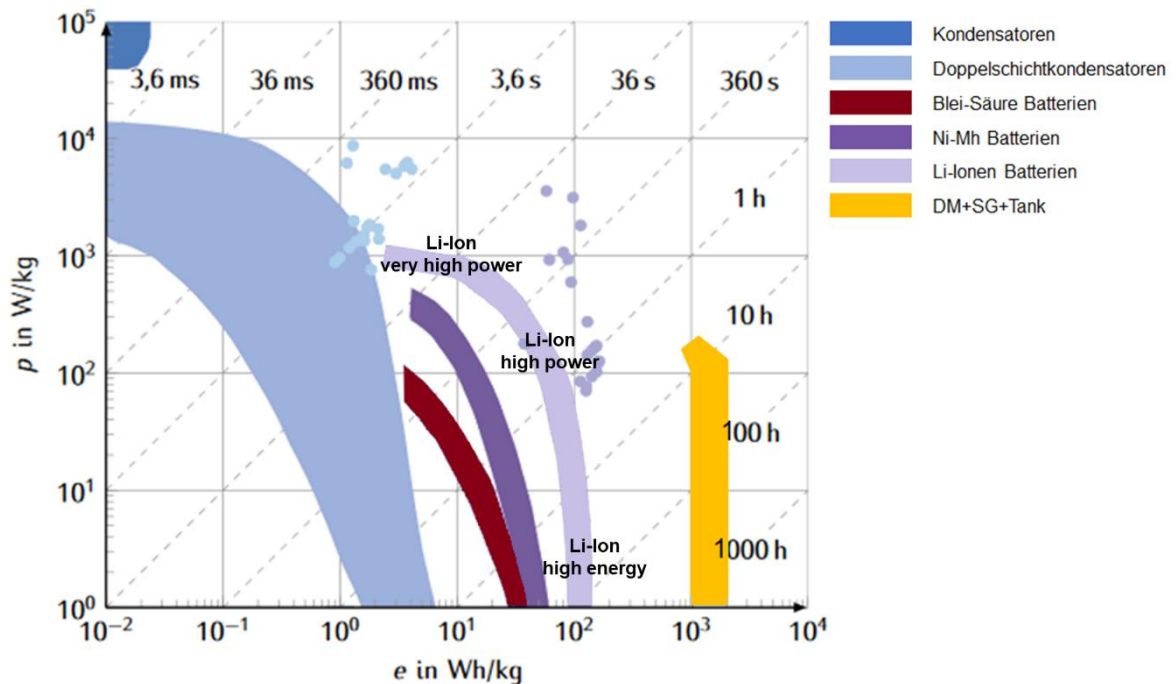 10⁵
10⁴
10³
10²
10¹
10⁰
p in W/kg
3,6 ms
36 ms
360 ms
3,6 s
36 s
360 s
1 h
10 h
100 h
1000 h
Li-Ion
very high power
Li-Ion
high power
Li-Ion
high energy
10⁻²
10⁻¹
10⁰
10¹
10²
10³
10⁴
e in Wh/kg
Kondensatoren
Doppelschichtkondensatoren
Blei-Säure Batterien
Ni-Mh Batterien
Li-Ionen Batterien
DM+SG+Tank